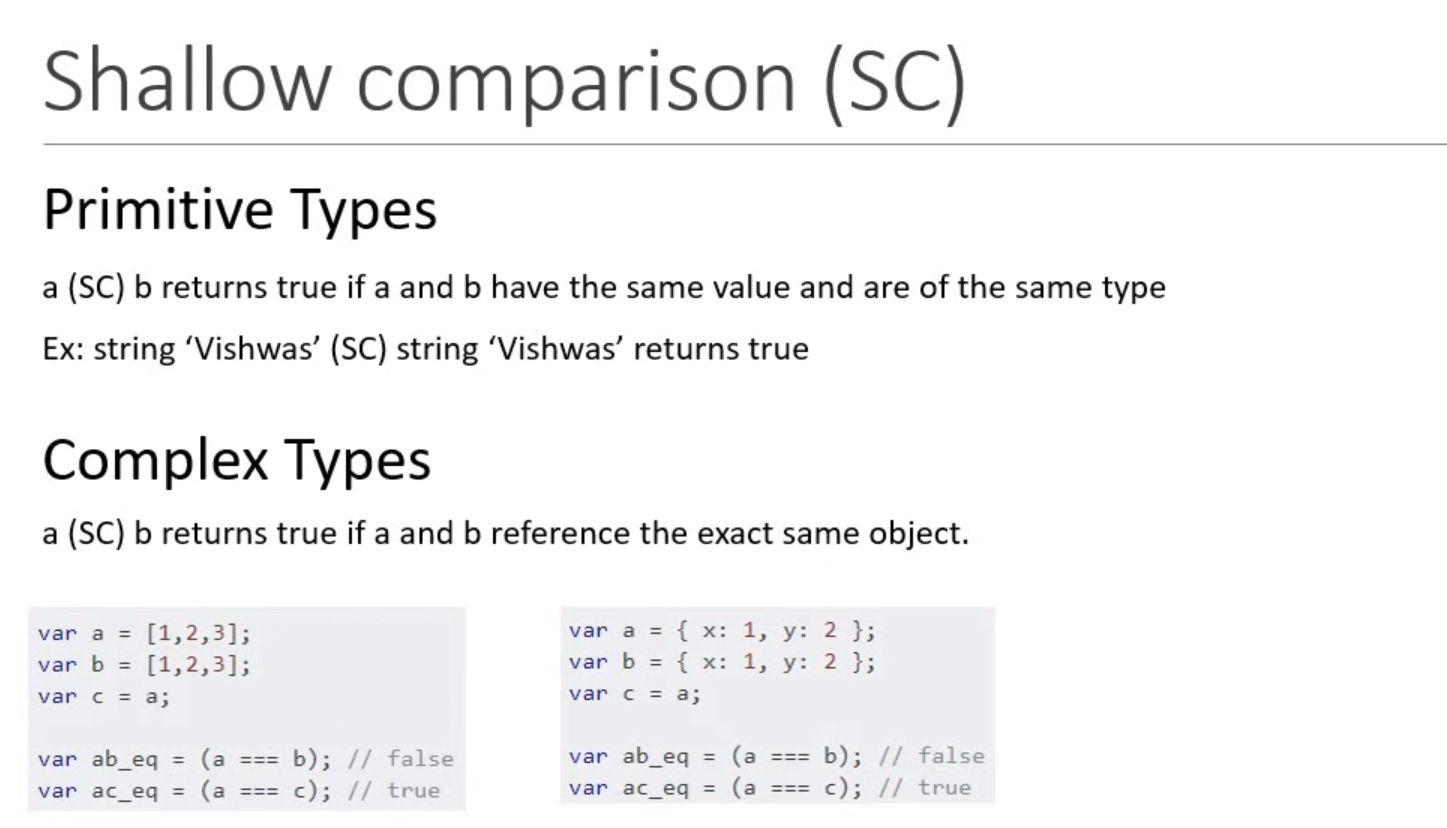 Shallow comparison (SC)
Primitive Types
a (SC) b returns true if a and b have the same value and are of the same type
Ex: string ‘Vishwas’ (SC) string ‘Vishwas’ returns true
Complex Types
a (SC) b returns true if a and b reference the exact same object.
var a = [1,2,3];
var b = [1,2,3];
var c = a;
var ab_eq = (a === b); // false
var ac_eq = (a === c); // true
var a = { x: 1, y: 2 };
var b = { x: 1, y: 2 };
var c = a;
var ab_eq = (a === b); // false
var ac_eq = (a === c); // true